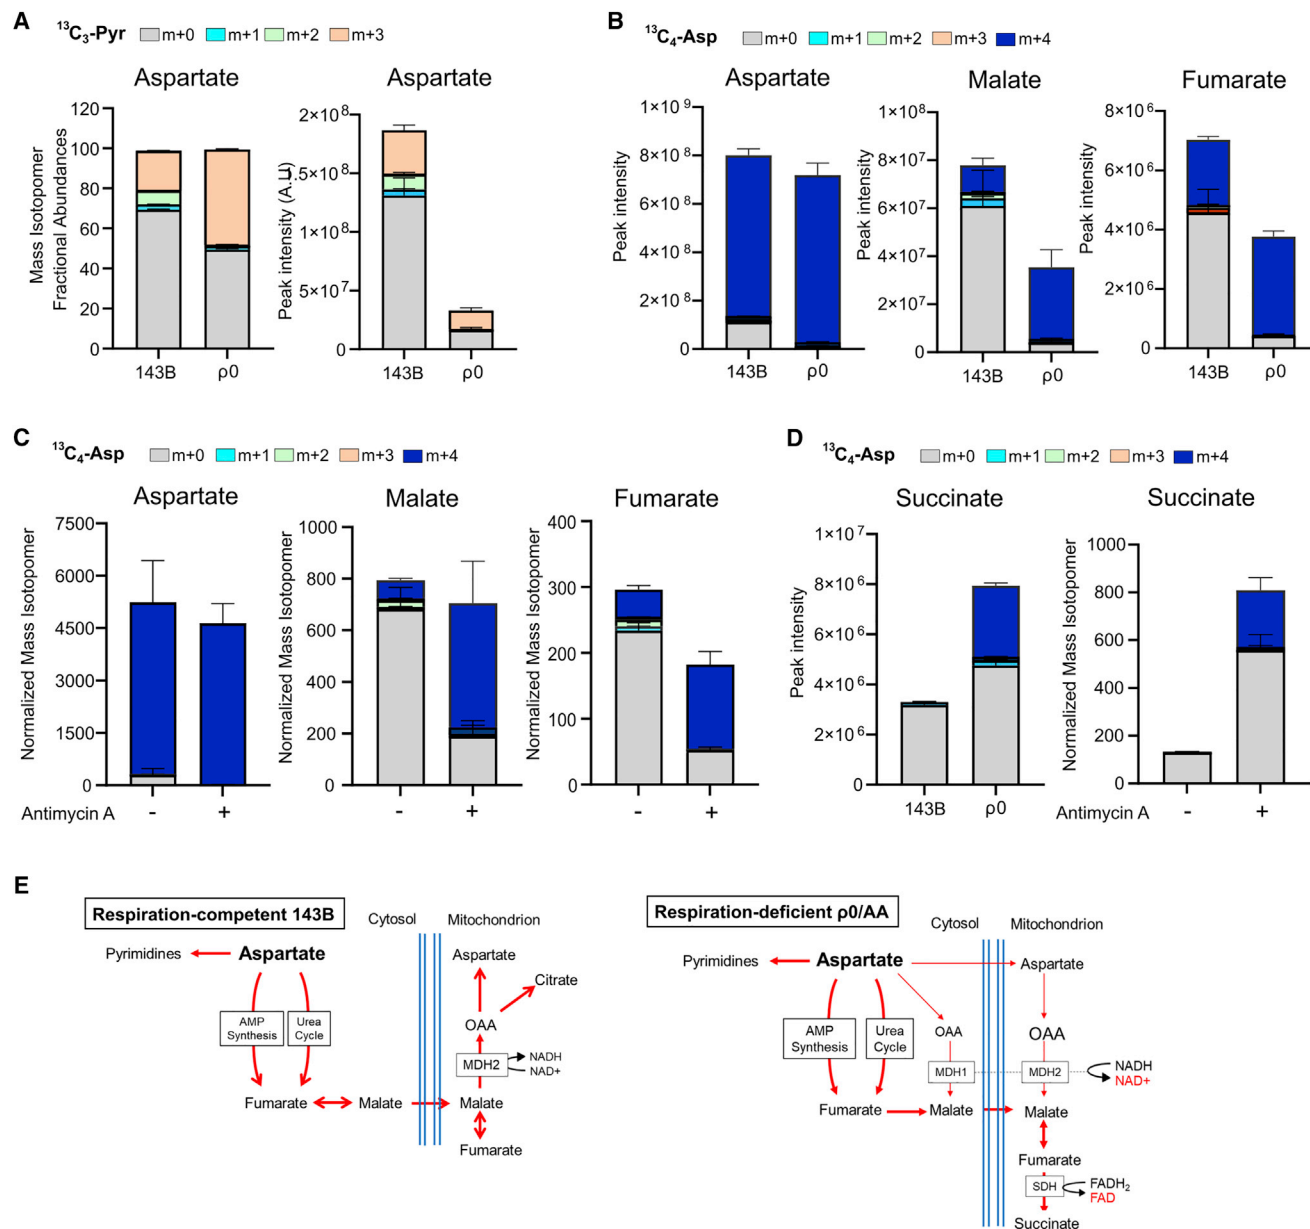 A
¹³C₃-Pyr m+0 m+1 m+2 m+3
Aspartate
Mass Isotopomer
Fractional Abundances
120
100
80
60
40
20
0
143B ρ0
Aspartate
Peak intensity (A.U)
2×10⁸
1.5×10⁸
1×10⁸
5×10⁷
0
143B ρ0
B
¹³C₄-Asp m+0 m+1 m+2 m+3 m+4
Aspartate
Peak intensity
1×10⁹
8×10⁸
6×10⁸
4×10⁸
2×10⁸
0
143B ρ0
Malate
Peak intensity
1×10⁸
8×10⁷
6×10⁷
4×10⁷
2×10⁷
0
143B ρ0
Fumarate
Peak intensity
8×10⁶
6×10⁶
4×10⁶
2×10⁶
0
143B ρ0
C
¹³C₄-Asp m+0 m+1 m+2 m+3 m+4
Aspartate
Normalized Mass Isotopomer
7500
6000
4500
3000
1500
0
Antimycin A - +
Malate
Normalized Mass Isotopomer
1000
800
600
400
200
0
- +
Fumarate
Normalized Mass Isotopomer
400
300
200
100
0
- +
D
¹³C₄-Asp m+0 m+1 m+2 m+3 m+4
Succinate
Peak intensity
1×10⁷
8×10⁶
6×10⁶
4×10⁶
2×10⁶
0
143B ρ0
Succinate
Normalized Mass Isotopomer
1000
800
600
400
200
0
Antimycin A - +
E
Respiration-competent 143B
Cytosol Mitochondrion
Pyrimidines Aspartate Aspartate
Citrate
AMP
Synthesis
Urea
Cycle
OAA
MDH2
NADH
NAD+
Fumarate Malate Malate
Fumarate
Respiration-deficient ρ0/AA
Cytosol Mitochondrion
Pyrimidines Aspartate Aspartate
AMP
Synthesis
Urea
Cycle
OAA OAA
MDH1 MDH2
NADH
NAD+
Fumarate Malate Malate
Fumarate
SDH
FADH₂
FAD
Succinate